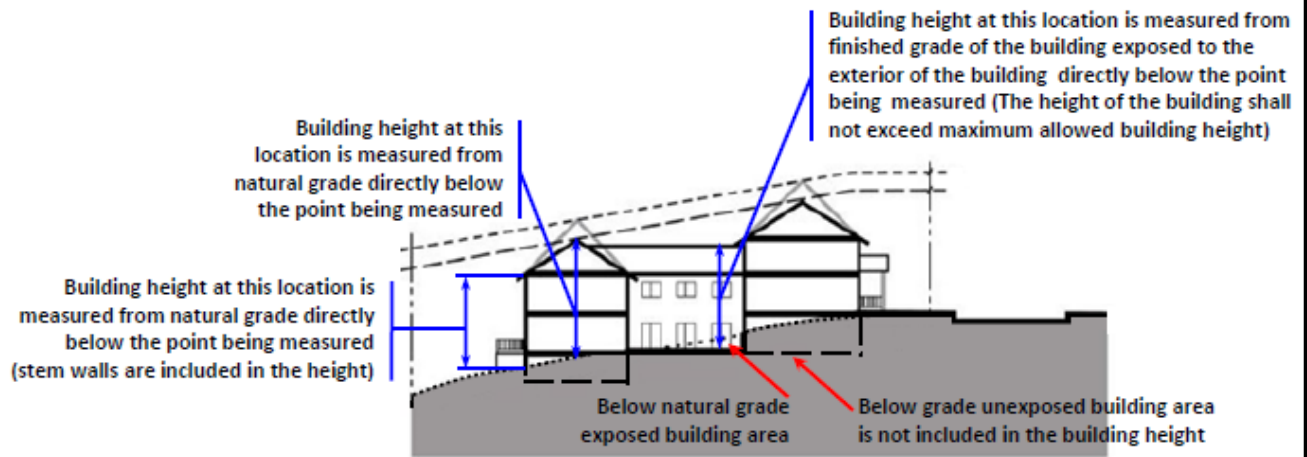 Building height at this location is measured from
finished grade of the building exposed to the
exterior of the building directly below the point
being measured (The height of the building shall
not exceed maximum allowed building height)
Building height at this
location is measured from
natural grade directly below
the point being measured
Building height at this location is
measured from natural grade directly
below the point being measured
(stem walls are included in the height)
Below natural grade
exposed building area
Below grade unexposed building area
is not included in the building height